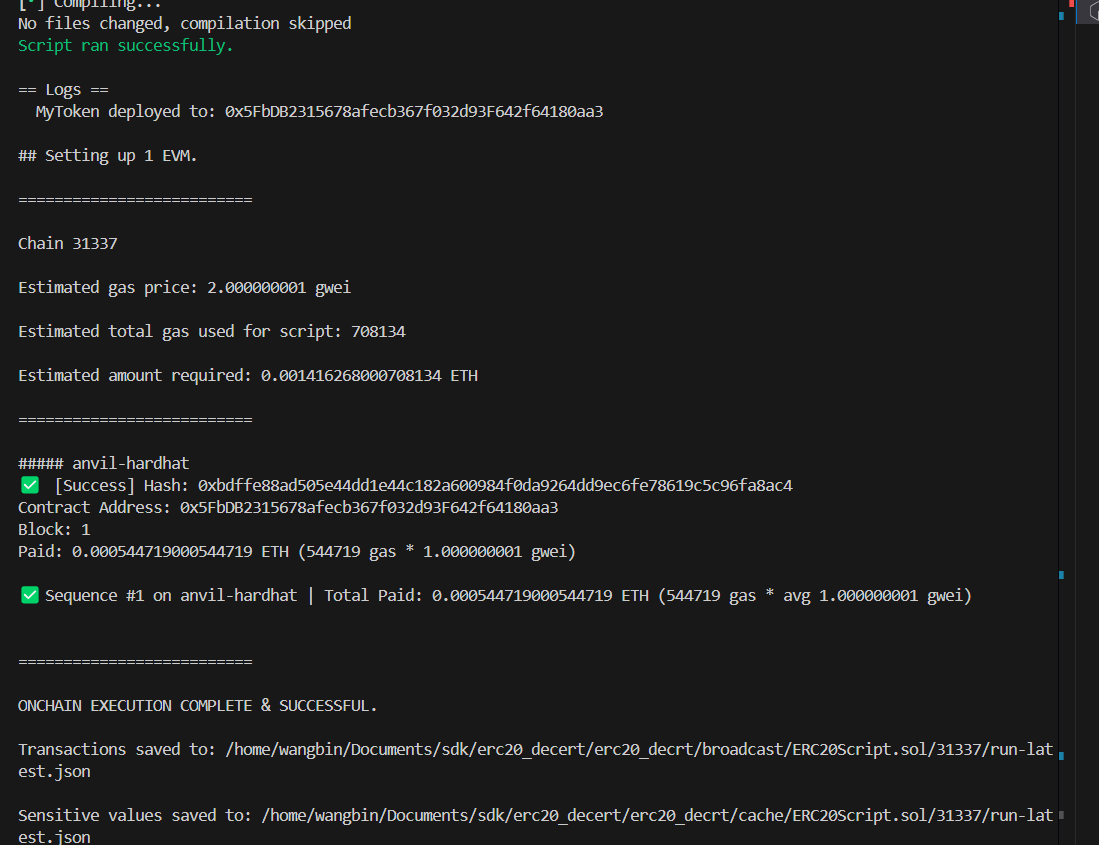 [⠊] Compiling...
No files changed, compilation skipped
Script ran successfully.
== Logs ==
MyToken deployed to: 0x5FbDB2315678afecb367f032d93F642f64180aa3
## Setting up 1 EVM.
==========================
Chain 31337
Estimated gas price: 2.000000001 gwei
Estimated total gas used for script: 708134
Estimated amount required: 0.001416268000708134 ETH
==========================
##### anvil-hardhat
✅ [Success] Hash: 0xbdffe88ad505e44dd1e44c182a600984f0da9264dd9ec6fe78619c5c96fa8ac4
Contract Address: 0x5FbDB2315678afecb367f032d93F642f64180aa3
Block: 1
Paid: 0.000544719000544719 ETH (544719 gas * 1.000000001 gwei)
✅ Sequence #1 on anvil-hardhat | Total Paid: 0.000544719000544719 ETH (544719 gas * avg 1.000000001 gwei)
==========================
ONCHAIN EXECUTION COMPLETE & SUCCESSFUL.
Transactions saved to: /home/wangbin/Documents/sdk/erc20_decert/erc20_decrt/broadcast/ERC20Script.sol/31337/run-lat
est.json
Sensitive values saved to: /home/wangbin/Documents/sdk/erc20_decert/erc20_decrt/cache/ERC20Script.sol/31337/run-lat
est.json